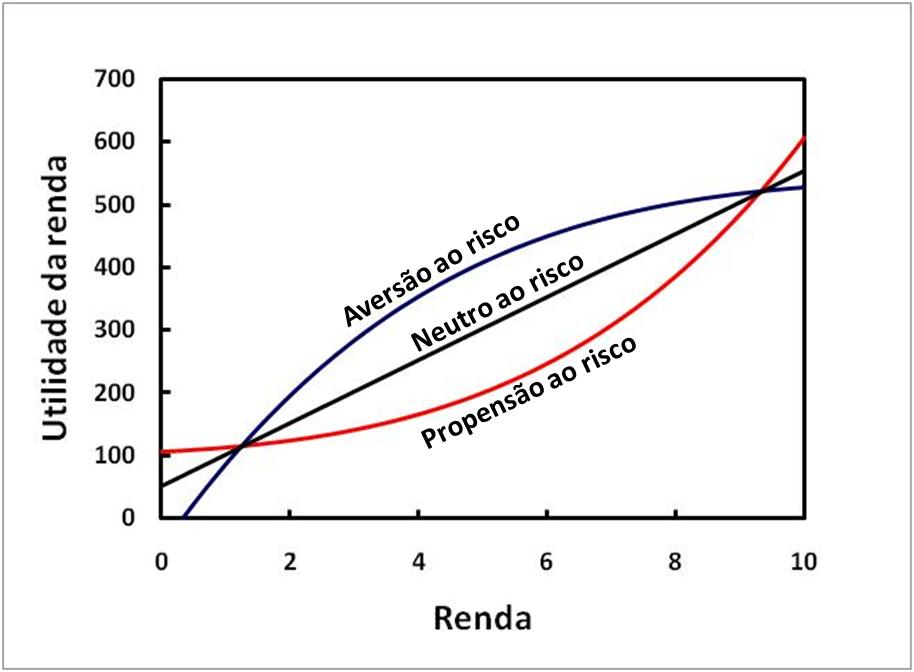 700
600
500
400
300
200
100
0
Utilidade da renda
Aversão ao risco
Neutro ao risco
Propensão ao risco
0 2 4 6 8 10
Renda